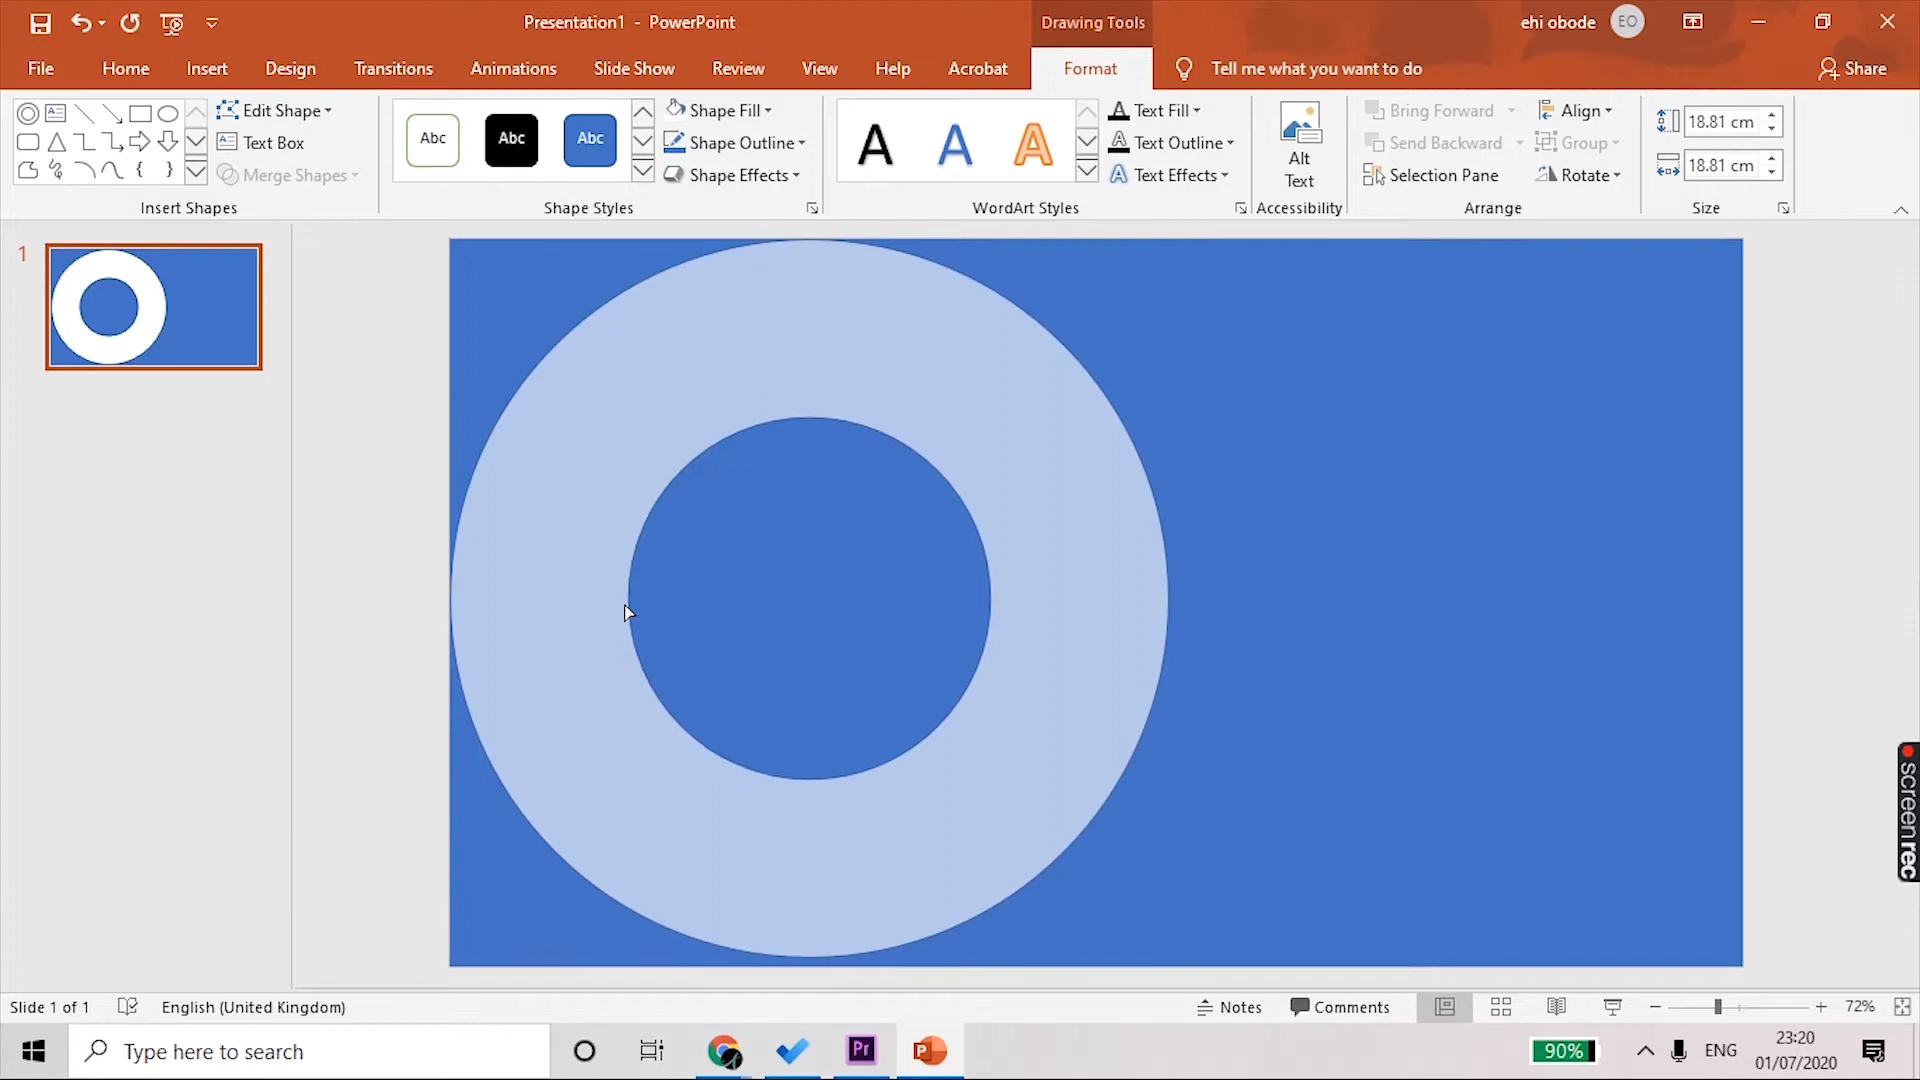 Presentation1 - PowerPoint
Drawing Tools
ehi obode
EO
File Home Insert Design Transitions Animations Slide Show Review View Help Acrobat Format Tell me what you want to do Share
Edit Shape
Text Box
Merge Shapes
Insert Shapes
Abc Abc Abc
Shape Fill
Shape Outline
Shape Effects
Shape Styles
A A A
Text Fill
Text Outline
Text Effects
WordArt Styles
Alt
Text
Accessibility
Bring Forward
Send Backward
Selection Pane
Align
Group
Rotate
Arrange
18.81 cm
18.81 cm
Size
1
screenrec
Slide 1 of 1 English (United Kingdom) Notes Comments 72%
Type here to search
Pr
P
90%
ENG
23:20
01/07/2020